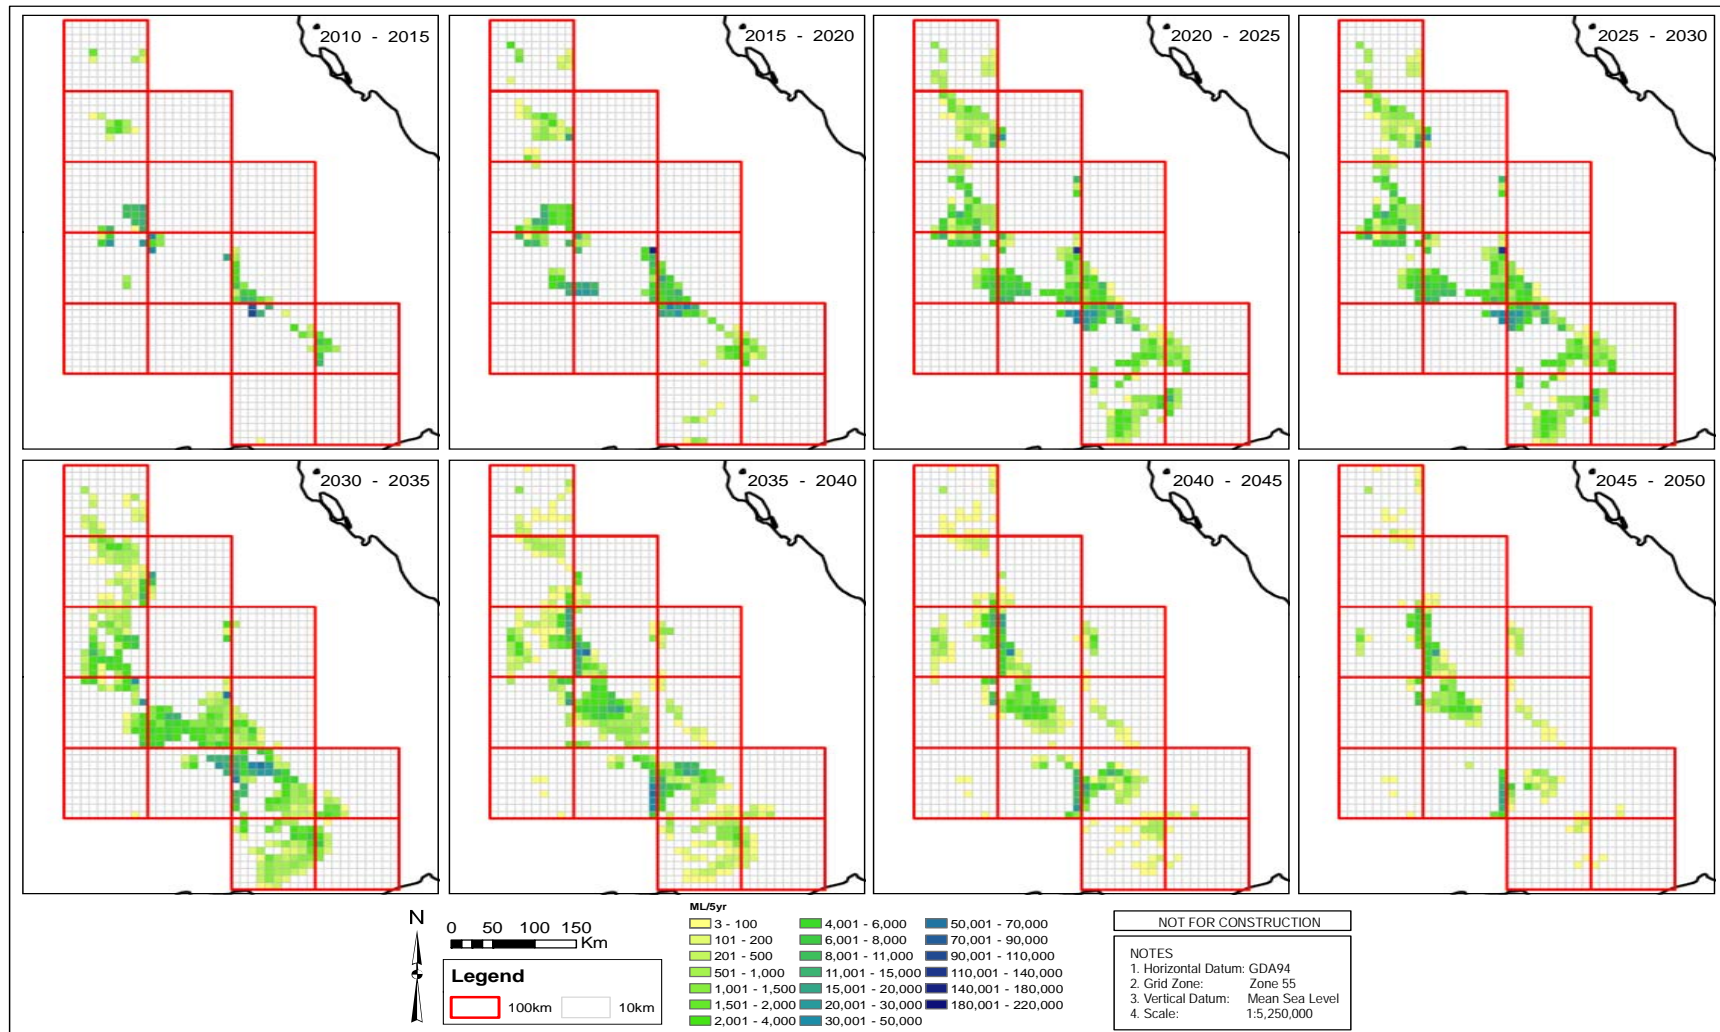 2010 - 2015
2015 - 2020
2020 - 2025
2025 - 2030
2030 - 2035
2035 - 2040
2040 - 2045
2045 - 2050
N
0 50 100 150
Km
Legend
100km 10km
ML/5yr
3 - 100
101 - 200
201 - 500
501 - 1,000
1,001 - 1,500
1,501 - 2,000
2,001 - 4,000
4,001 - 6,000
6,001 - 8,000
8,001 - 11,000
11,001 - 15,000
15,001 - 20,000
20,001 - 30,000
30,001 - 50,000
50,001 - 70,000
70,001 - 90,000
90,001 - 110,000
110,001 - 140,000
140,001 - 180,000
180,001 - 220,000
NOT FOR CONSTRUCTION
NOTES
1. Horizontal Datum: GDA94
2. Grid Zone: Zone 55
3. Vertical Datum: Mean Sea Level
4. Scale: 1:5,250,000